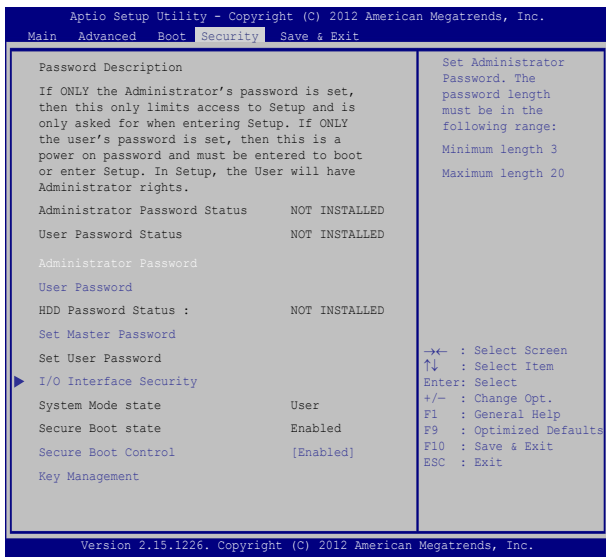 Aptio Setup Utility - Copyright (C) 2012 American Megatrends, Inc.
Main Advanced Boot Security Save & Exit
Password Description
If ONLY the Administrator's password is set,
then this only limits access to Setup and is
only asked for when entering Setup. If ONLY
the user's password is set, then this is a
power on password and must be entered to boot
or enter Setup. In Setup, the User will have
Administrator rights.
Administrator Password Status NOT INSTALLED
User Password Status NOT INSTALLED
Administrator Password
User Password
HDD Password Status : NOT INSTALLED
Set Master Password
Set User Password
I/O Interface Security
System Mode state User
Secure Boot state Enabled
Secure Boot Control [Enabled]
Key Management
Set Administrator
Password. The
password length
must be in the
following range:
Minimum length 3
Maximum length 20
→← : Select Screen
↑↓ : Select Item
Enter: Select
+/— : Change Opt.
F1 : General Help
F9 : Optimized Defaults
F10 : Save & Exit
ESC : Exit
Version 2.15.1226. Copyright (C) 2012 American Megatrends, Inc.